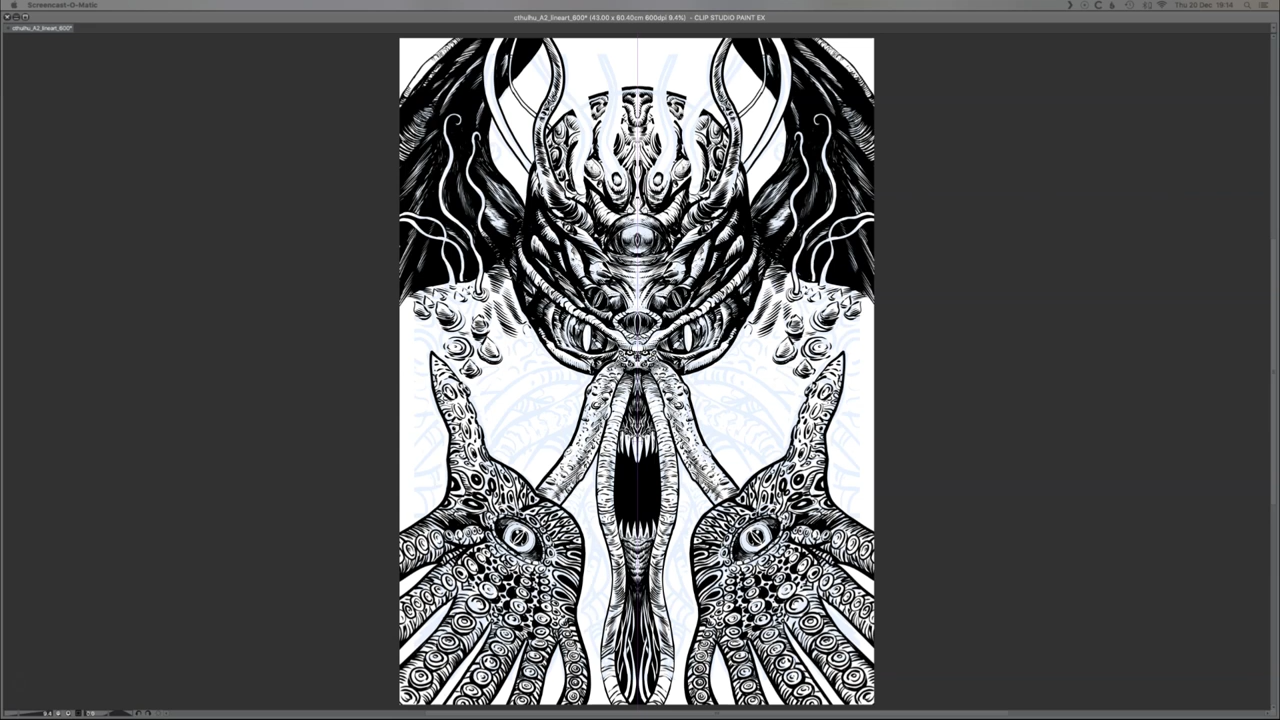 Screencast-O-Matic
Thu 20 Dec 19:14
cthulhu_A2_lineart_600* (43.00 x 60.40cm 600dpi 9.4%) - CLIP STUDIO PAINT EX
cthulhu_A2_lineart_600*